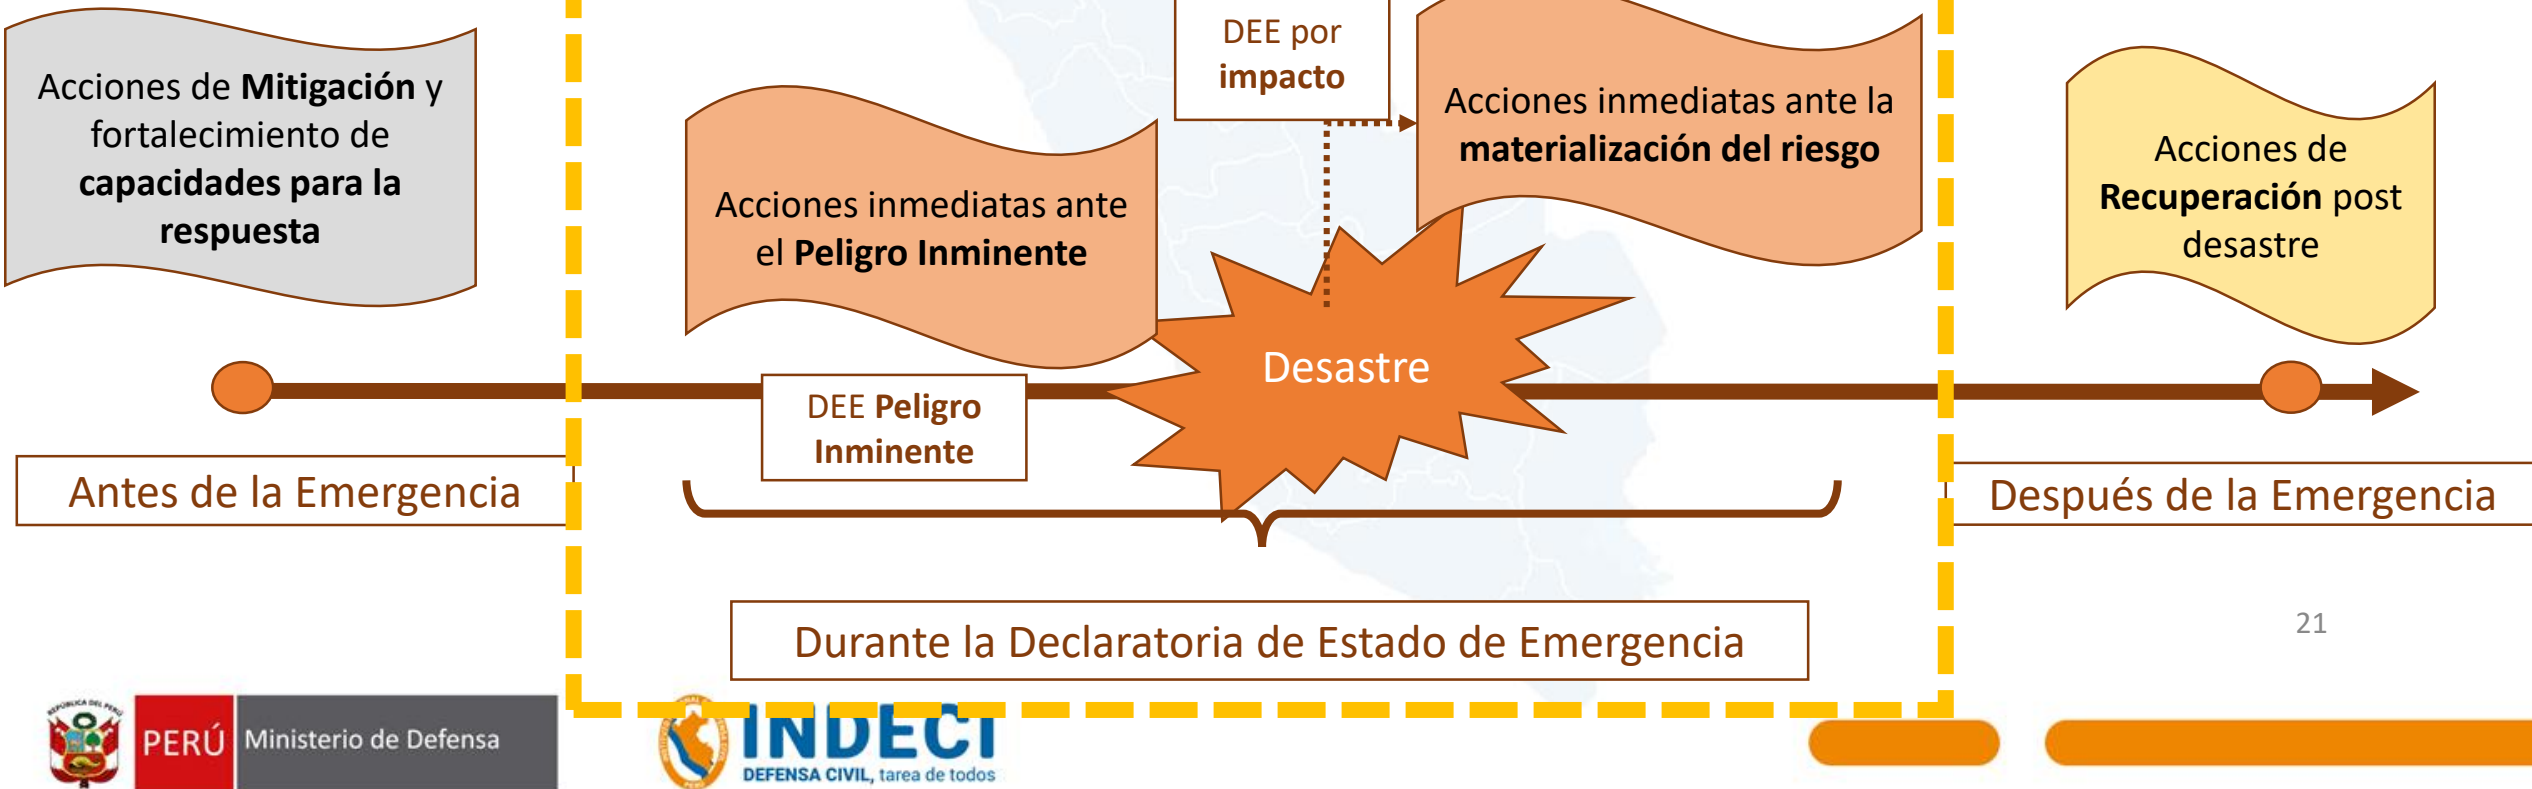 Acciones de Mitigación y
fortalecimiento de
capacidades para la
respuesta
Acciones inmediatas ante
el Peligro Inminente
DEE por
impacto
Acciones inmediatas ante la
materialización del riesgo
Acciones de
Recuperación post
desastre
Desastre
DEE Peligro
Inminente
Antes de la Emergencia
Después de la Emergencia
Durante la Declaratoria de Estado de Emergencia
21
REPÚBLICA DEL PERÚ
PERÚ
Ministerio de Defensa
INDECI
DEFENSA CIVIL, tarea de todos